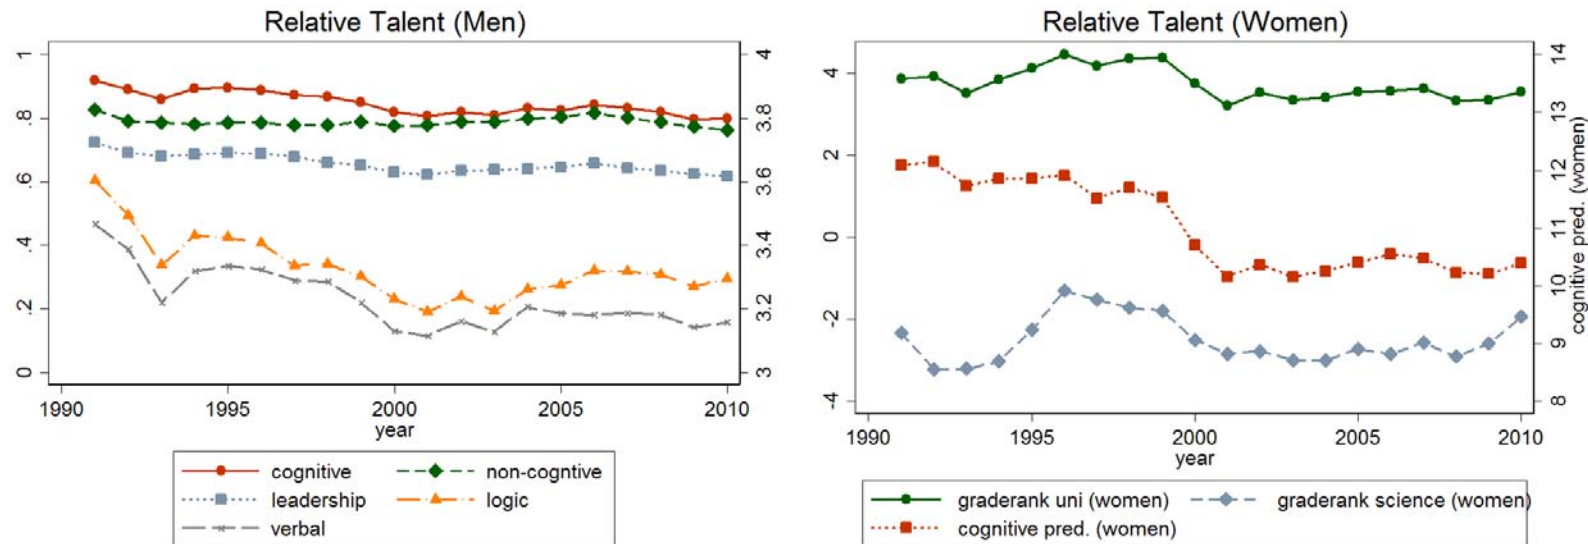 Relative Talent (Men)
1
.8
.6
.4
.2
0
4
3.8
3.6
3.4
3.2
3
1990 1995 2000 2005 2010
year
cognitive non-cogntive
leadership logic
verbal
Relative Talent (Women)
4
2
0
-2
-4
14
13
12
11
10
9
8
cognitive pred. (women)
1990 1995 2000 2005 2010
year
graderank uni (women) graderank science (women)
cognitive pred. (women)